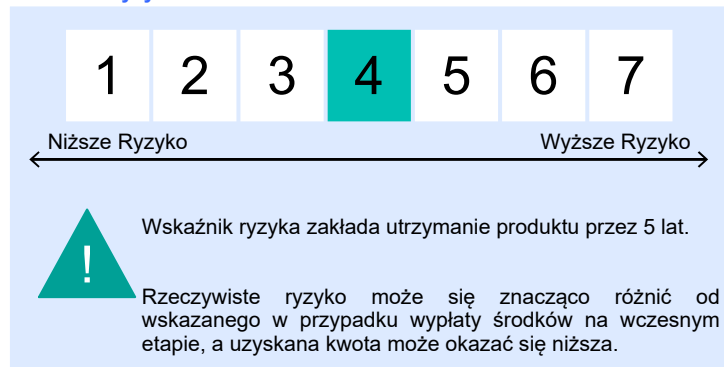 1 2 3 4 5 6 7
Niższe Ryzyko Wyższe Ryzyko
!
Wskaźnik ryzyka zakłada utrzymanie produktu przez 5 lat.
Rzeczywiste ryzyko może się znacząco różnić od
wskazanego w przypadku wypłaty środków na wczesnym
etapie, a uzyskana kwota może okazać się niższa.